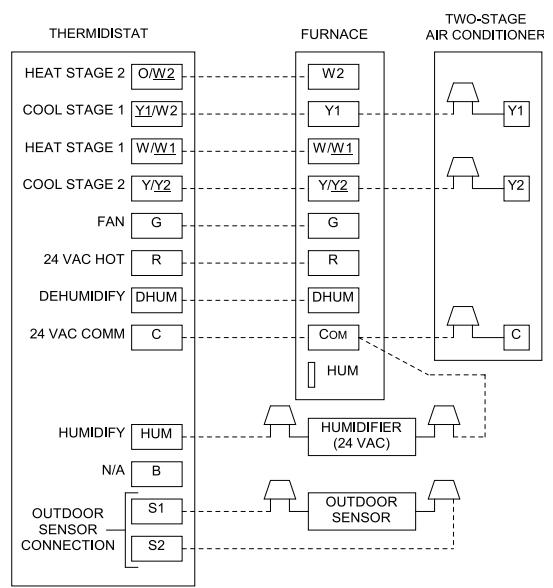 THERMIDISTAT
FURNACE
TWO-STAGE
AIR CONDITIONER
HEAT STAGE 2 O/W2 W2
COOL STAGE 1 Y1/W2 Y1 Y1
HEAT STAGE 1 W/W1 W/W1
COOL STAGE 2 Y/Y2 Y/Y2 Y2
FAN G G
24 VAC HOT R R
DEHUMIDIFY DHUM DHUM
24 VAC COMM C COM C
HUM
HUMIDIFY HUM HUMIDIFIER
(24 VAC)
N/A B
OUTDOOR
SENSOR
CONNECTION
S1
S2
OUTDOOR
SENSOR